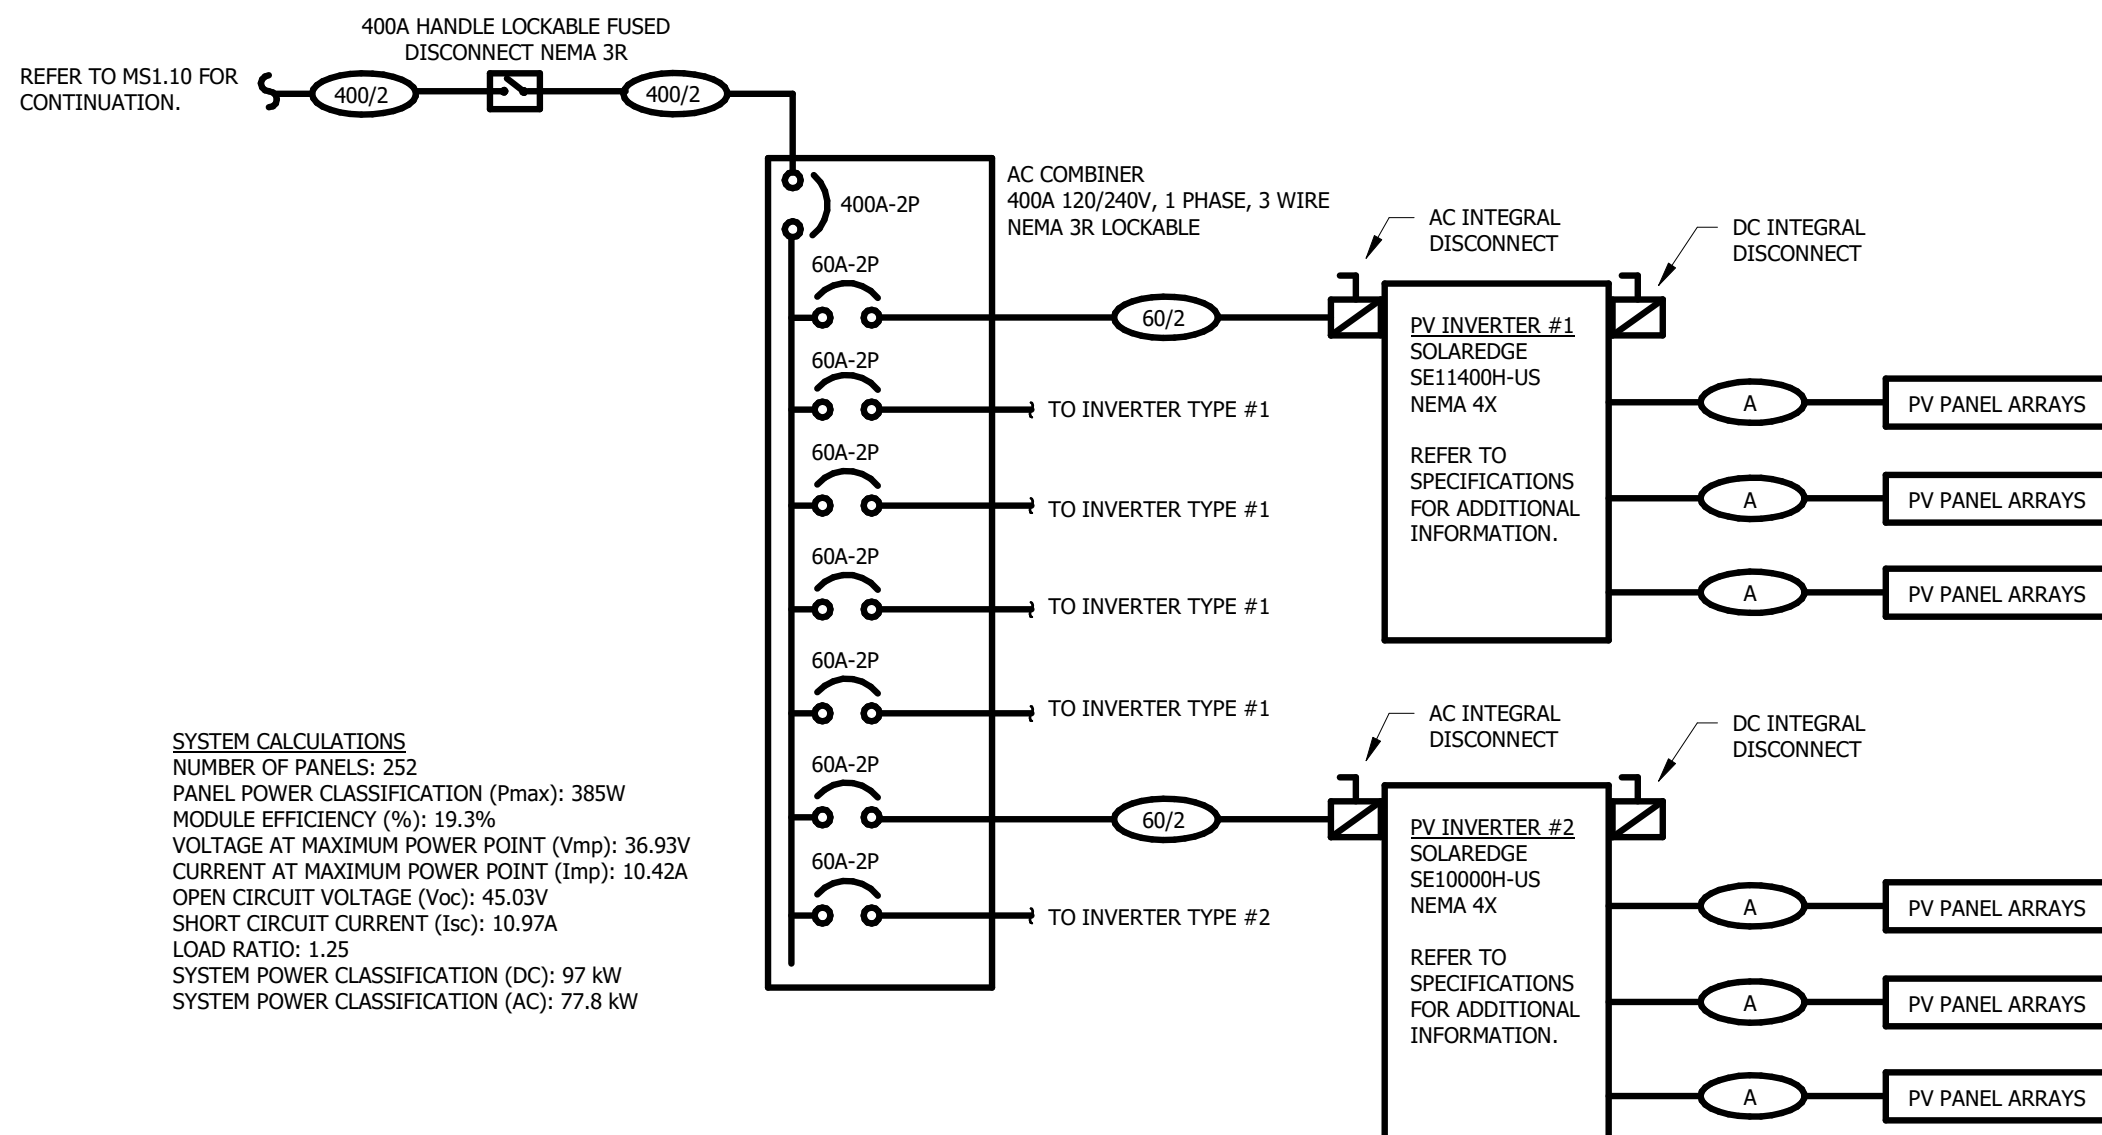 400A HANDLE LOCKABLE FUSED
DISCONNECT NEMA 3R
REFER TO MS1.10 FOR
CONTINUATION.
400/2
400/2
AC COMBINER
400A 120/240V, 1 PHASE, 3 WIRE
NEMA 3R LOCKABLE
400A-2P
60A-2P
60/2
60A-2P
TO INVERTER TYPE #1
60A-2P
TO INVERTER TYPE #1
60A-2P
TO INVERTER TYPE #1
60A-2P
TO INVERTER TYPE #1
60A-2P
60/2
60A-2P
TO INVERTER TYPE #2
AC INTEGRAL
DISCONNECT
DC INTEGRAL
DISCONNECT
PV INVERTER #1
SOLAREDGE
SE11400H-US
NEMA 4X
REFER TO
SPECIFICATIONS
FOR ADDITIONAL
INFORMATION.
A
PV PANEL ARRAYS
A
PV PANEL ARRAYS
A
PV PANEL ARRAYS
AC INTEGRAL
DISCONNECT
DC INTEGRAL
DISCONNECT
PV INVERTER #2
SOLAREDGE
SE10000H-US
NEMA 4X
REFER TO
SPECIFICATIONS
FOR ADDITIONAL
INFORMATION.
A
PV PANEL ARRAYS
A
PV PANEL ARRAYS
A
PV PANEL ARRAYS
SYSTEM CALCULATIONS
NUMBER OF PANELS: 252
PANEL POWER CLASSIFICATION (Pmax): 385W
MODULE EFFICIENCY (%): 19.3%
VOLTAGE AT MAXIMUM POWER POINT (Vmp): 36.93V
CURRENT AT MAXIMUM POWER POINT (Imp): 10.42A
OPEN CIRCUIT VOLTAGE (Voc): 45.03V
SHORT CIRCUIT CURRENT (Isc): 10.97A
LOAD RATIO: 1.25
SYSTEM POWER CLASSIFICATION (DC): 97 kW
SYSTEM POWER CLASSIFICATION (AC): 77.8 kW